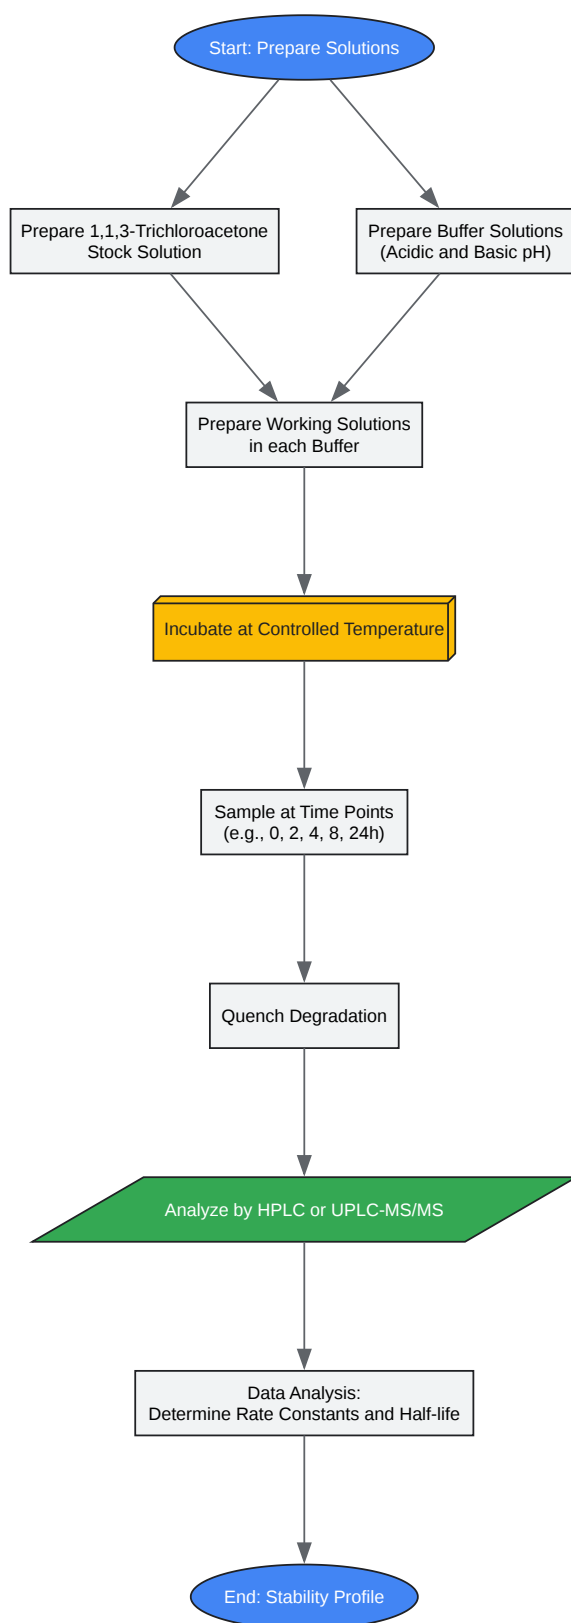 Start: Prepare Solutions
Prepare 1,1,3-Trichloroacetone
Stock Solution
Prepare Buffer Solutions
(Acidic and Basic pH)
Prepare Working Solutions
in each Buffer
Incubate at Controlled Temperature
Sample at Time Points
(e.g., 0, 2, 4, 8, 24h)
Quench Degradation
Analyze by HPLC or UPLC-MS/MS
Data Analysis:
Determine Rate Constants and Half-life
End: Stability Profile